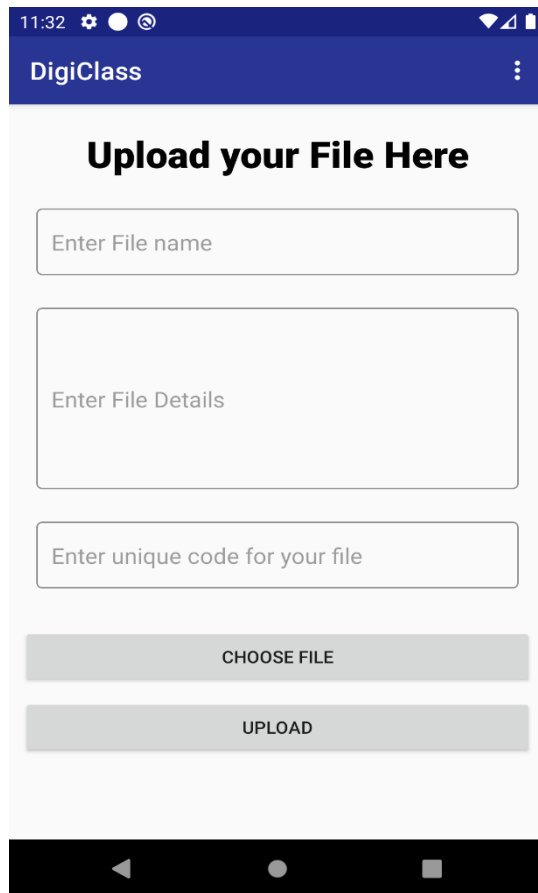 11:32
DigiClass
Upload your File Here
Enter File name
Enter File Details
Enter unique code for your file
CHOOSE FILE
UPLOAD